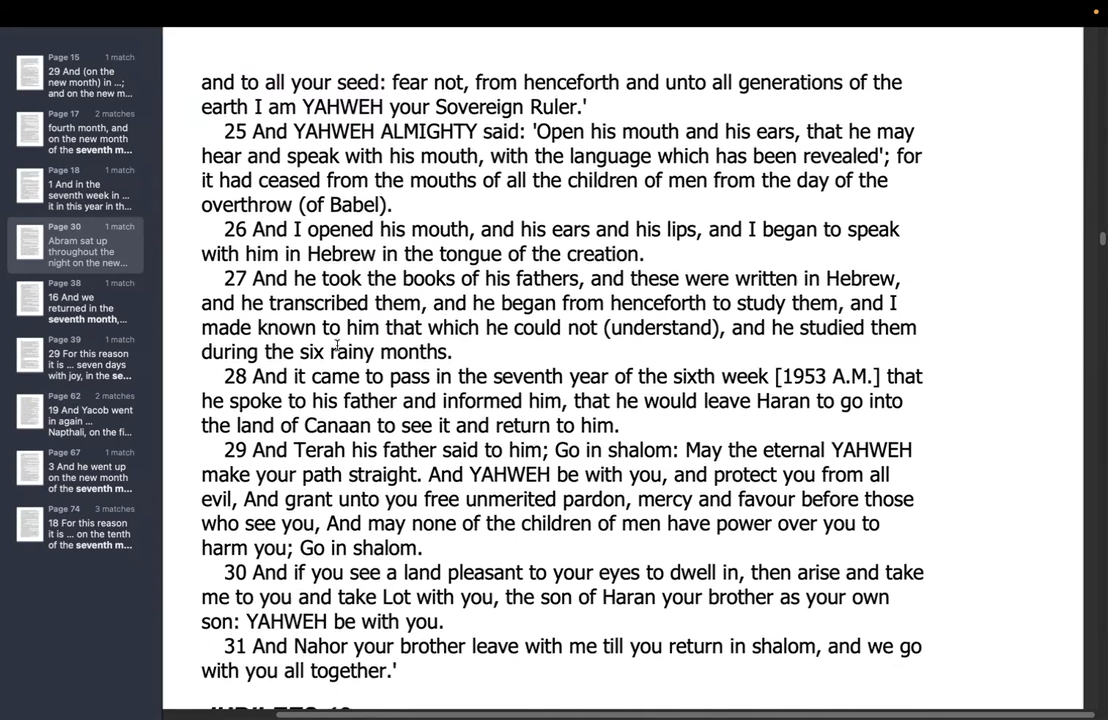 Page 15 1 match
29 And (on the
new month) in ...;
and on the new m...
Page 17 2 matches
fourth month, and
on the new month
of the seventh m...
Page 18 1 match
1 And in the
seventh week in ...
it in this year in th...
Page 30 1 match
Abram sat up
throughout the
night on the new...
Page 38 1 match
16 And we
returned in the
seventh month,...
Page 39 1 match
29 For this reason
it is ... seven days
with joy, in the se...
Page 62 2 matches
19 And Yacob went
in again ...
Napthali, on the fi...
Page 67 1 match
3 And he went up
on the new month
of the seventh m...
Page 74 3 matches
18 For this reason
it is ... on the tenth
of the seventh m...
and to all your seed: fear not, from henceforth and unto all generations of the
earth I am YAHWEH your Sovereign Ruler.'
25 And YAHWEH ALMIGHTY said: 'Open his mouth and his ears, that he may
hear and speak with his mouth, with the language which has been revealed'; for
it had ceased from the mouths of all the children of men from the day of the
overthrow (of Babel).
26 And I opened his mouth, and his ears and his lips, and I began to speak
with him in Hebrew in the tongue of the creation.
27 And he took the books of his fathers, and these were written in Hebrew,
and he transcribed them, and he began from henceforth to study them, and I
made known to him that which he could not (understand), and he studied them
during the six rainy months.
28 And it came to pass in the seventh year of the sixth week [1953 A.M.] that
he spoke to his father and informed him, that he would leave Haran to go into
the land of Canaan to see it and return to him.
29 And Terah his father said to him; Go in shalom: May the eternal YAHWEH
make your path straight. And YAHWEH be with you, and protect you from all
evil, And grant unto you free unmerited pardon, mercy and favour before those
who see you, And may none of the children of men have power over you to
harm you; Go in shalom.
30 And if you see a land pleasant to your eyes to dwell in, then arise and take
me to you and take Lot with you, the son of Haran your brother as your own
son: YAHWEH be with you.
31 And Nahor your brother leave with me till you return in shalom, and we go
with you all together.'